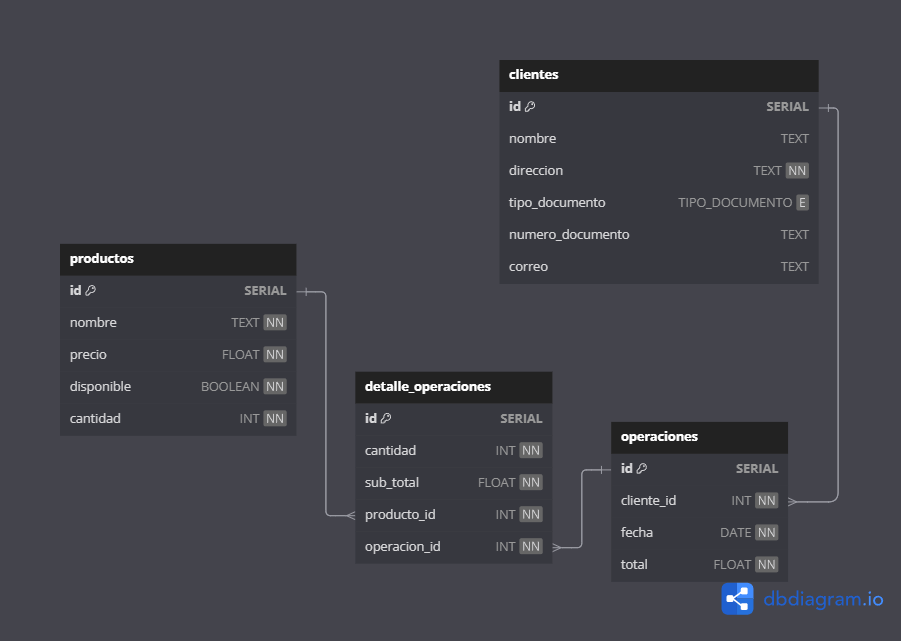 clientes
id SERIAL
nombre TEXT
direccion TEXT NN
tipo_documento TIPO_DOCUMENTO E
numero_documento TEXT
correo TEXT
productos
id SERIAL
nombre TEXT NN
precio FLOAT NN
disponible BOOLEAN NN
cantidad INT NN
detalle_operaciones
id SERIAL
cantidad INT NN
sub_total FLOAT NN
producto_id INT NN
operacion_id INT NN
operaciones
id SERIAL
cliente_id INT NN
fecha DATE NN
total FLOAT NN
dbdiagram.io